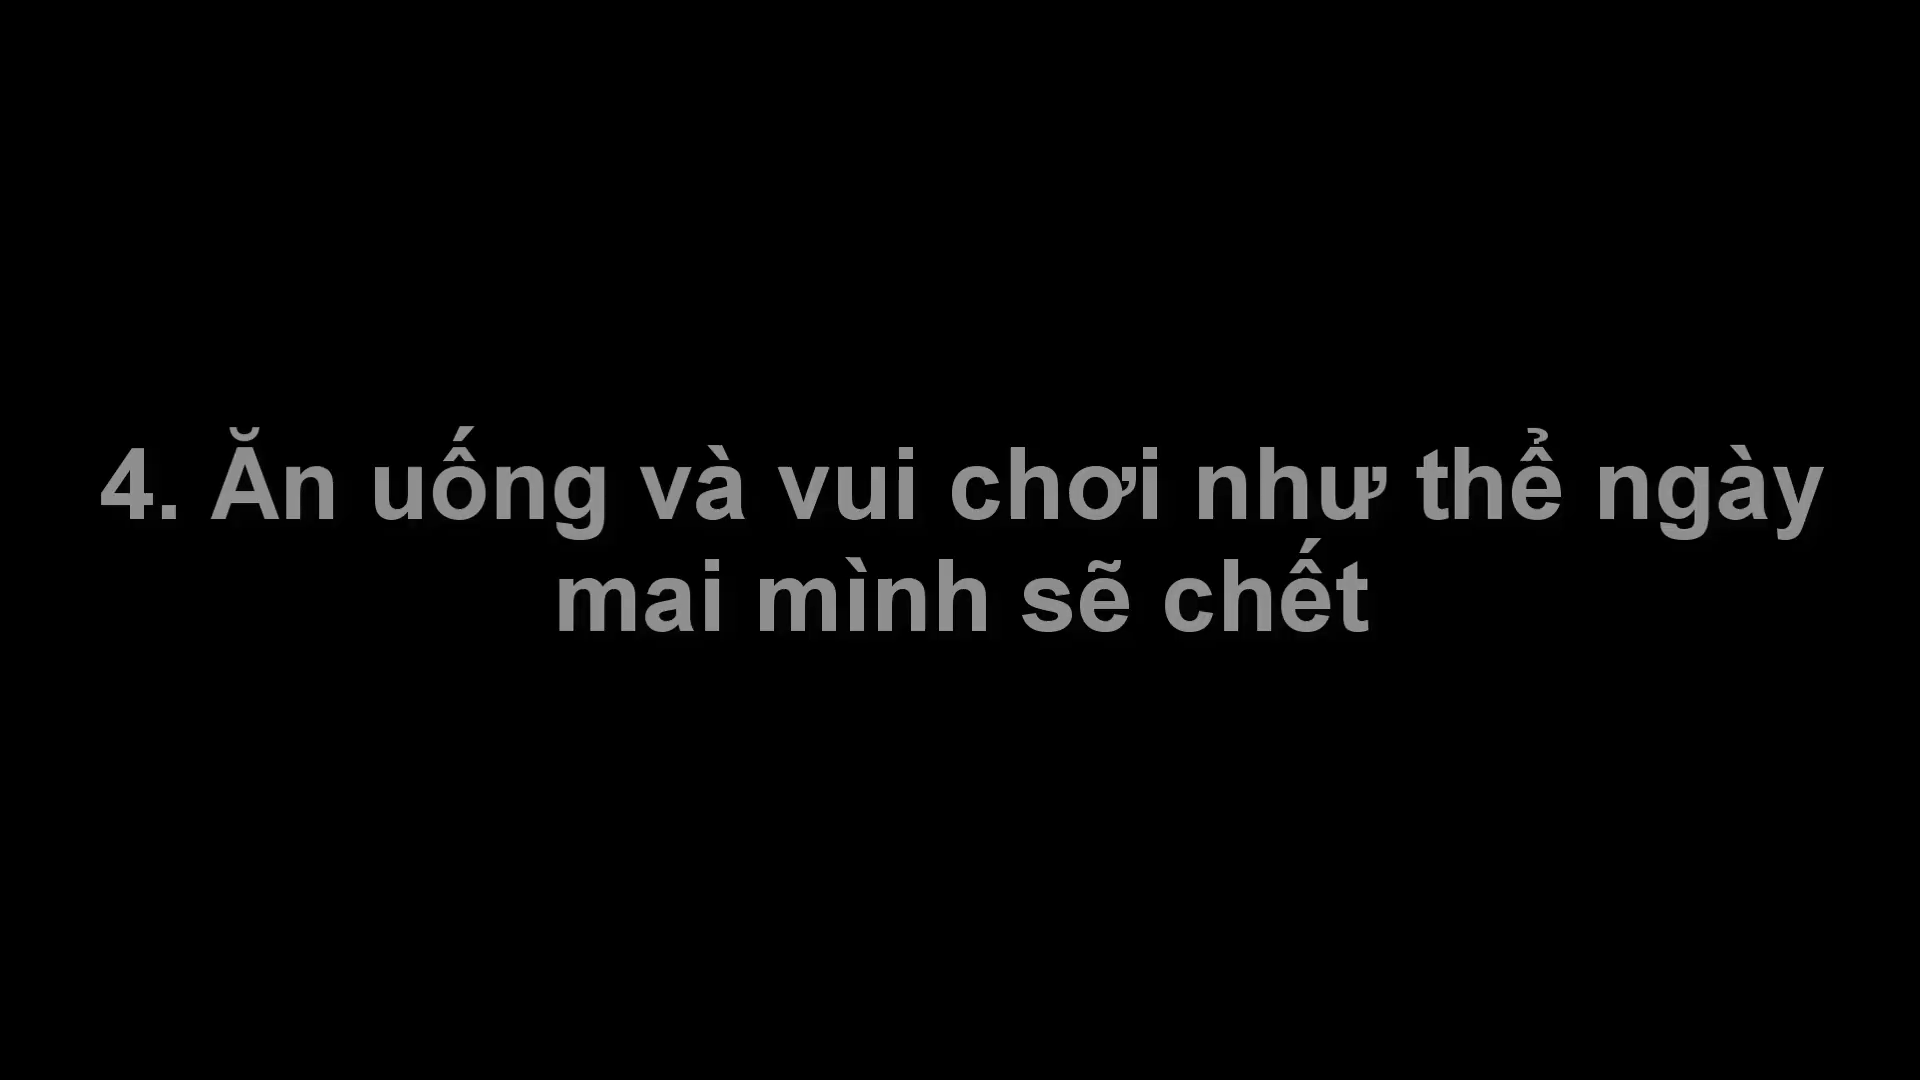 4. Ăn uống và vui chơi như thể ngày
mai mình sẽ chết